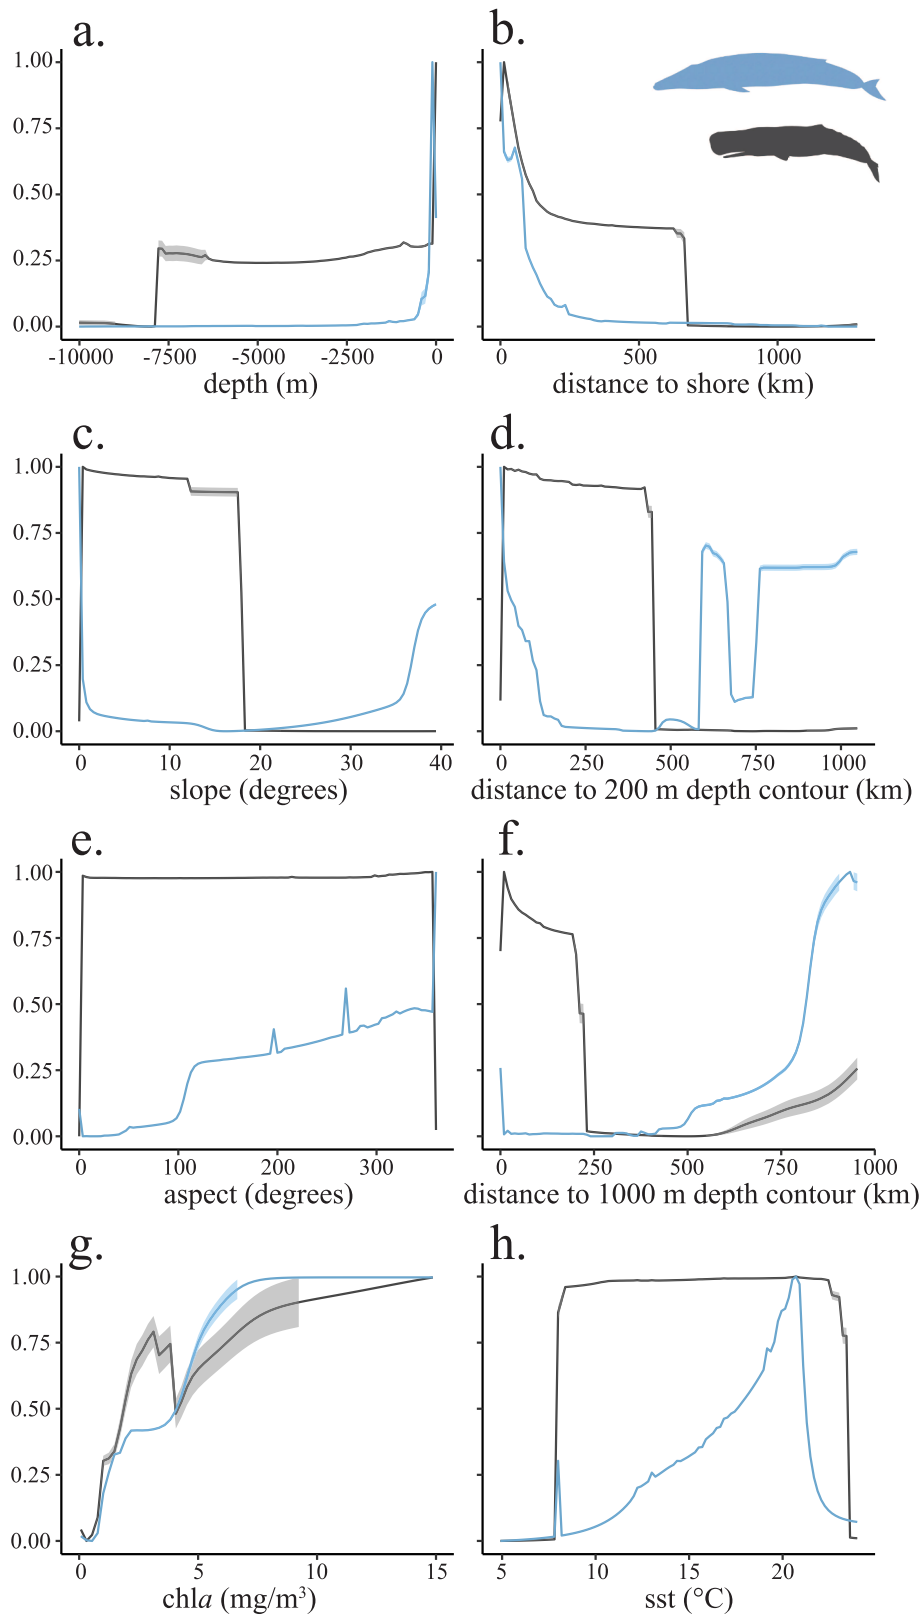 a. b.
1.00
0.75
0.50
0.25
0.00
-10000 -7500 -5000 -2500 0 0 500 1000
depth (m) distance to shore (km)
c. d.
1.00
0.75
0.50
0.25
0.00
0 10 20 30 40 0 250 500 750 1000
slope (degrees) distance to 200 m depth contour (km)
e. f.
1.00
0.75
0.50
0.25
0.00
0 100 200 300 0 250 500 750 1000
aspect (degrees) distance to 1000 m depth contour (km)
g. h.
1.00
0.75
0.50
0.25
0.00
0 5 10 15 5 10 15 20
chla (mg/m³) sst (°C)